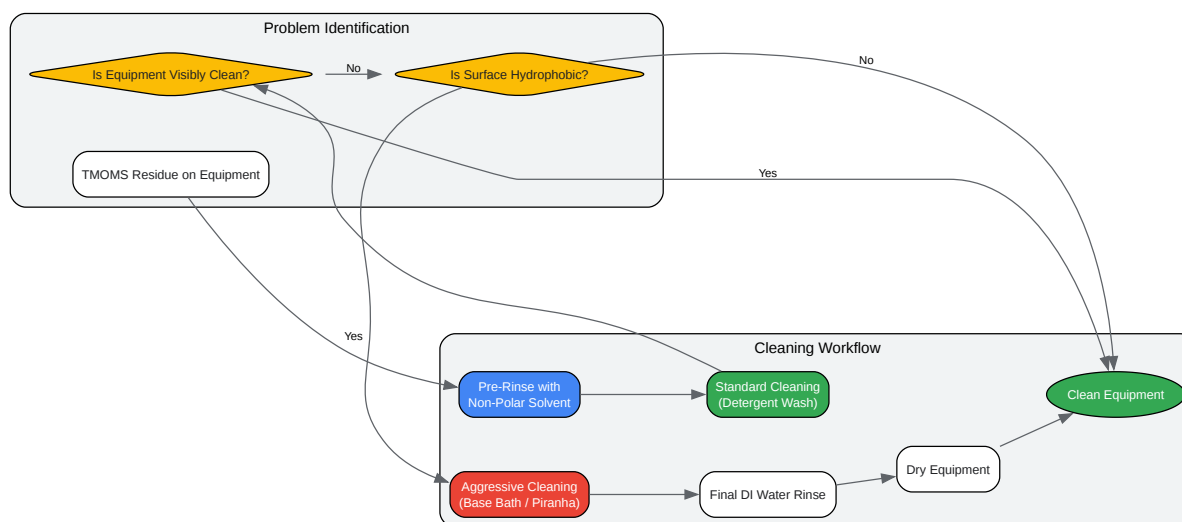 Problem Identification
Is Equipment Visibly Clean?
No
Is Surface Hydrophobic?
No
TMOMS Residue on Equipment
Yes
Yes
Cleaning Workflow
Pre-Rinse with
Non-Polar Solvent
Standard Cleaning
(Detergent Wash)
Clean Equipment
Aggressive Cleaning
(Base Bath / Piranha)
Final DI Water Rinse
Dry Equipment